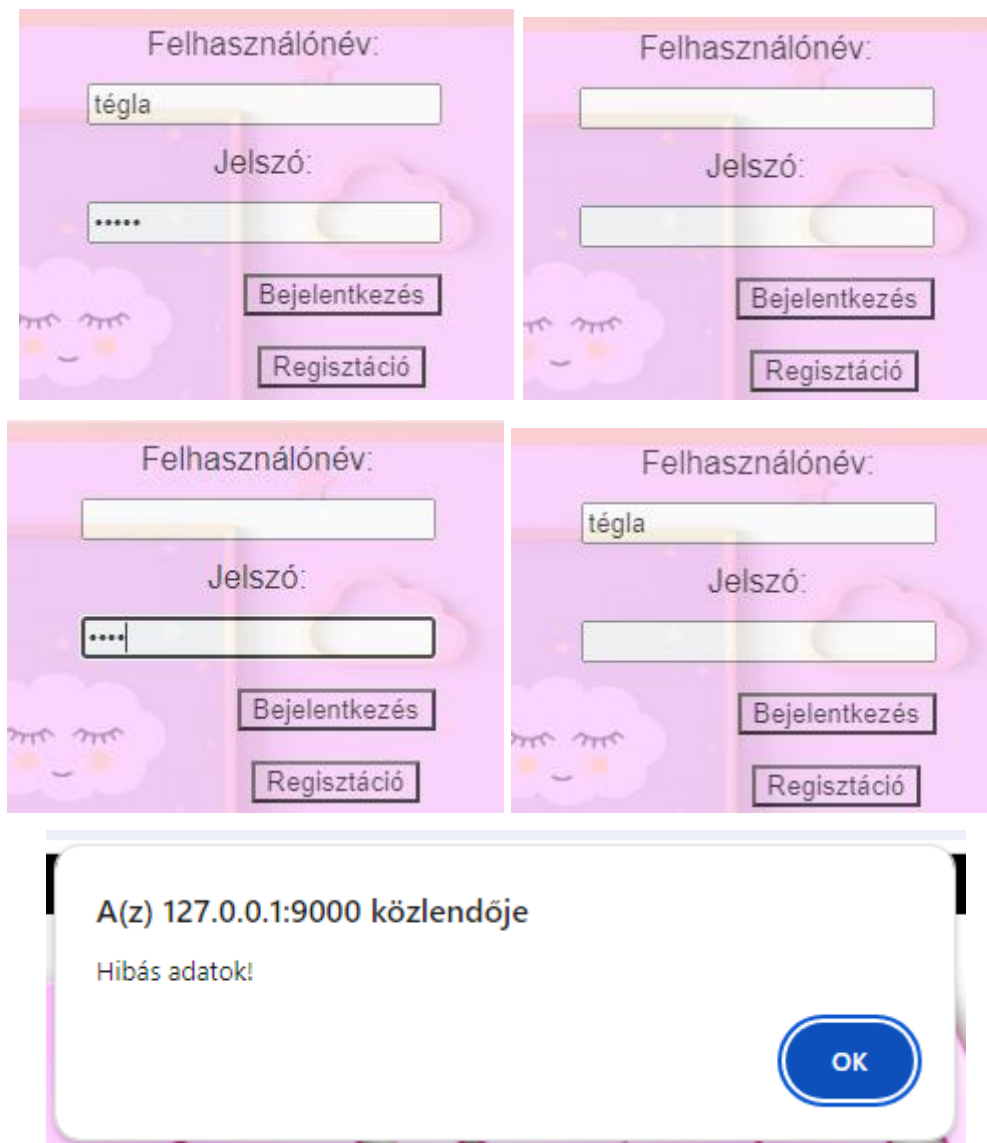 Felhasználónév:
tégla
Jelszó:
•••••
Bejelentkezés
Regisztáció
Felhasználónév:
Jelszó:
Bejelentkezés
Regisztáció
Felhasználónév:
Jelszó:
••••
Bejelentkezés
Regisztáció
Felhasználónév:
tégla
Jelszó:
Bejelentkezés
Regisztáció
A(z) 127.0.0.1:9000 közlendője
Hibás adatok!
OK